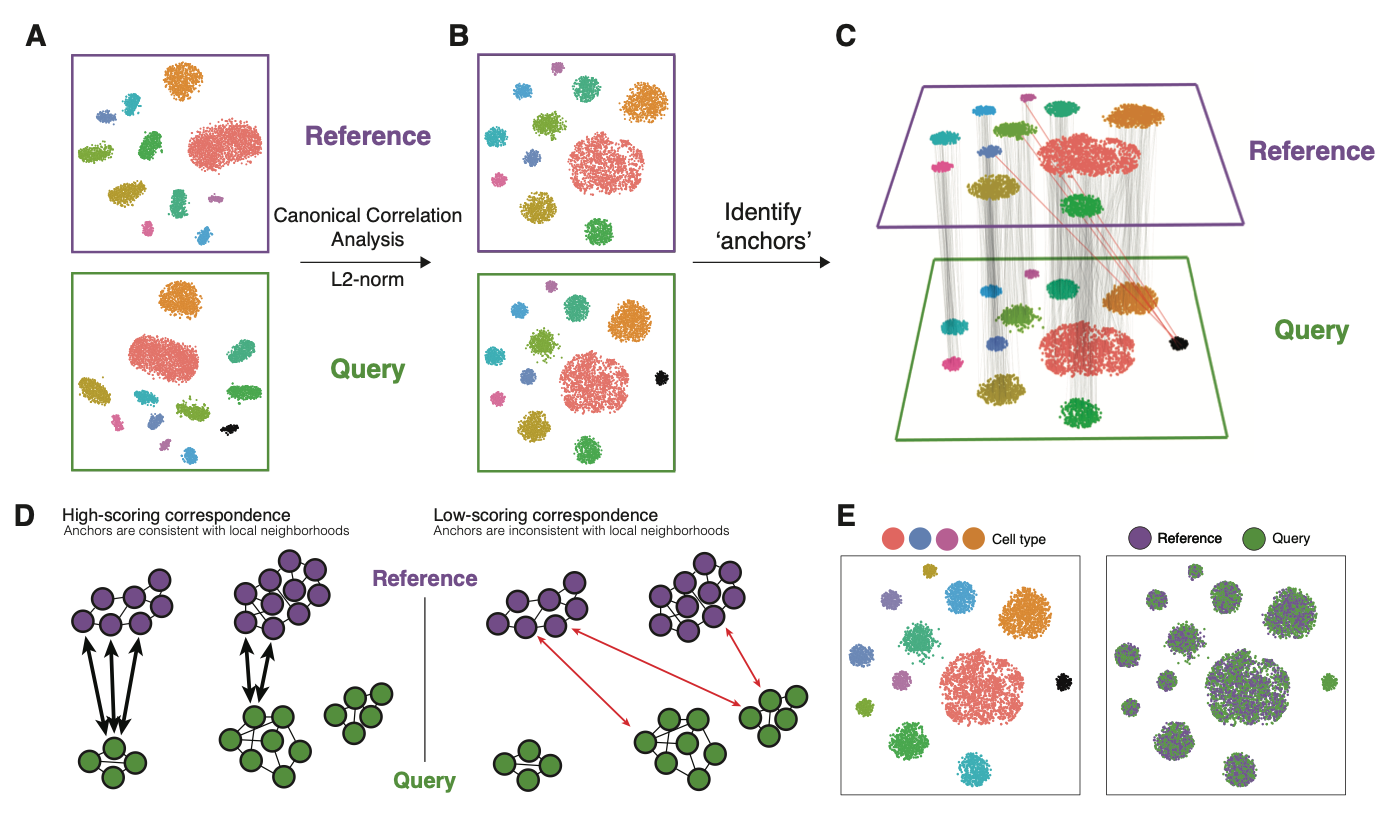 A
B
C
Reference
Canonical Correlation
Analysis
L2-norm
Query
Identify
‘anchors’
Reference
Query
D
High-scoring correspondence
Anchors are consistent with local neighborhoods
Low-scoring correspondence
Anchors are inconsistent with local neighborhoods
Reference
Query
E
Cell type
Reference
Query